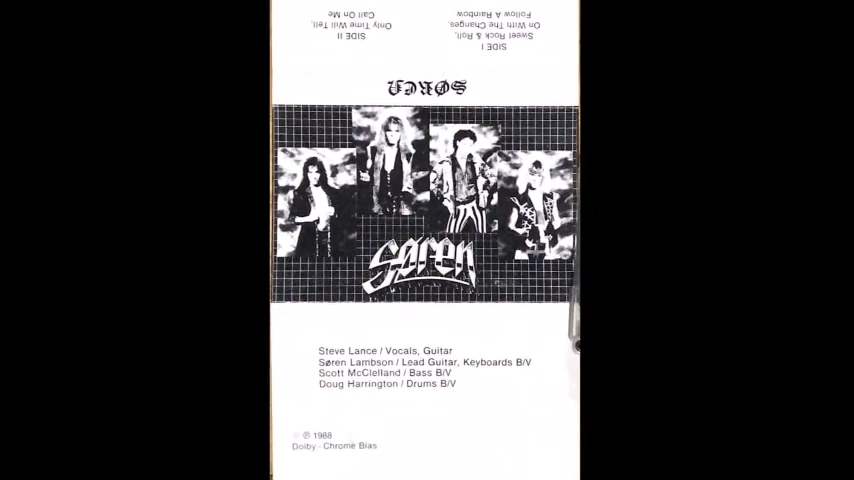 SØREN
SIDE I
Sweet Rock & Roll,
On With The Changes,
Follow A Rainbow
SIDE II
Only Time Will Tell,
Call On Me
Søren
Steve Lance / Vocals, Guitar
Søren Lambson / Lead Guitar, Keyboards B/V
Scott McClelland / Bass B/V
Doug Harrington / Drums B/V
© ℗ 1988
Dolby - Chrome Bias